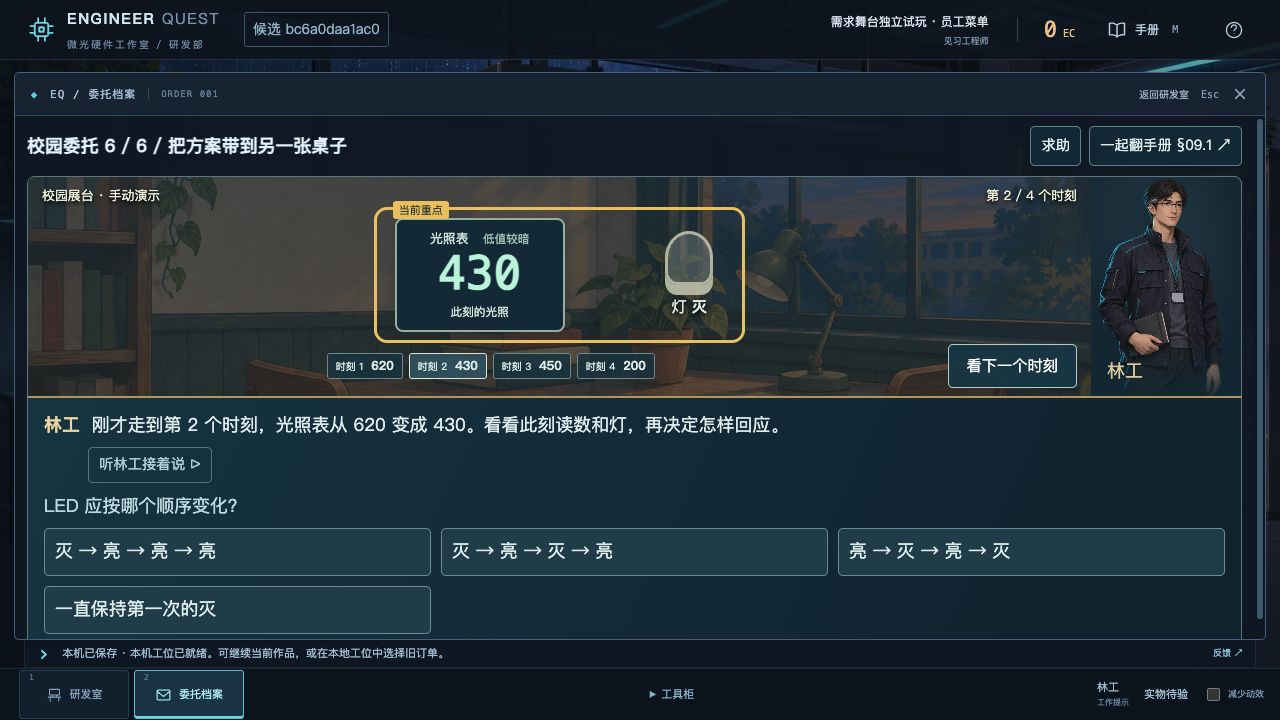 ENGINEER QUEST
微光硬件工作室 / 研发部
候选 bc6a0daa1ac0
需求舞台独立试玩 · 员工菜单
见习工程师
0 EC
手册 M
EQ / 委托档案 ORDER 001
返回研发室 Esc
校园委托 6 / 6 / 把方案带到另一张桌子
求助
一起翻手册 §09.1 ↗
校园展台 · 手动演示
第 2 / 4 个时刻
当前重点
光照表 低值较暗
430
此刻的光照
灯 灭
时刻 1 620
时刻 2 430
时刻 3 450
时刻 4 200
看下一个时刻
林工
林工 刚才走到第 2 个时刻，光照表从 620 变成 430。看看此刻读数和灯，再决定怎样回应。
听林工接着说 ▷
LED 应按哪个顺序变化？
灭 → 亮 → 亮 → 亮
灭 → 亮 → 灭 → 亮
亮 → 灭 → 亮 → 灭
一直保持第一次的灭
本机已保存 · 本机工位已就绪。可继续当前作品，或在本地工位中选择旧订单。
反馈 ↗
1 研发室
2 委托档案
▶ 工具柜
林工
工作提示
实物待验
减少动效